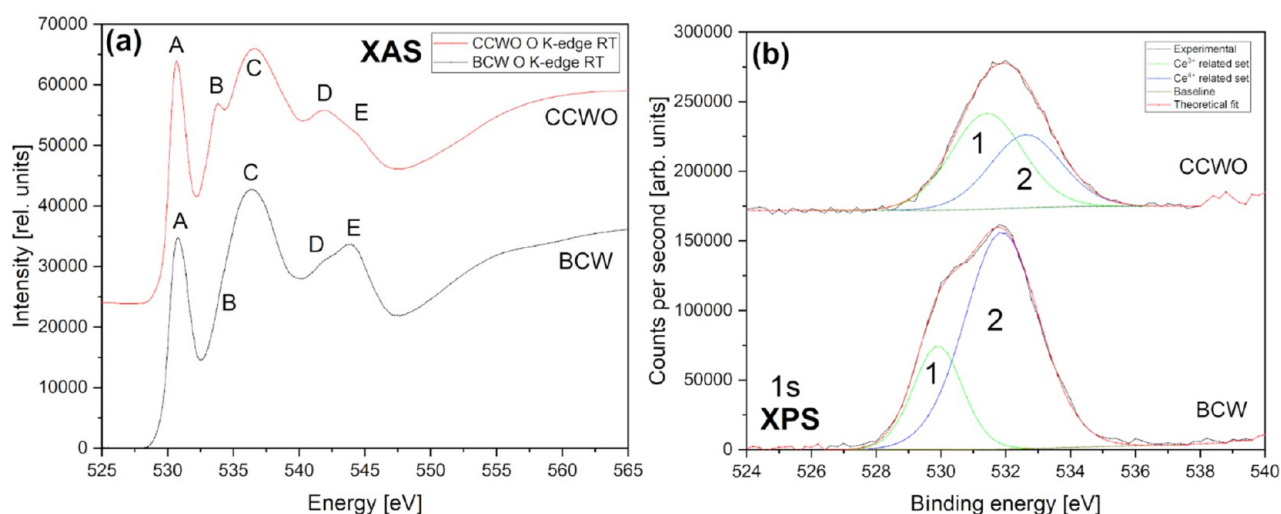 (a)
XAS
CCWO O K-edge RT
BCW O K-edge RT
A
B
C
D
E
CCWO
A
B
C
D
E
BCW
70000
60000
50000
40000
30000
20000
10000
0
525 530 535 540 545 550 555 560 565
Intensity [rel. units]
Energy [eV]
(b)
Experimental
Ce3+ related set
Ce4+ related set
Baseline
Theoretical fit
1
2
CCWO
1
2
BCW
1s
XPS
300000
250000
200000
150000
100000
50000
0
524 526 528 530 532 534 536 538 540
Counts per second [arb. units]
Binding energy [eV]